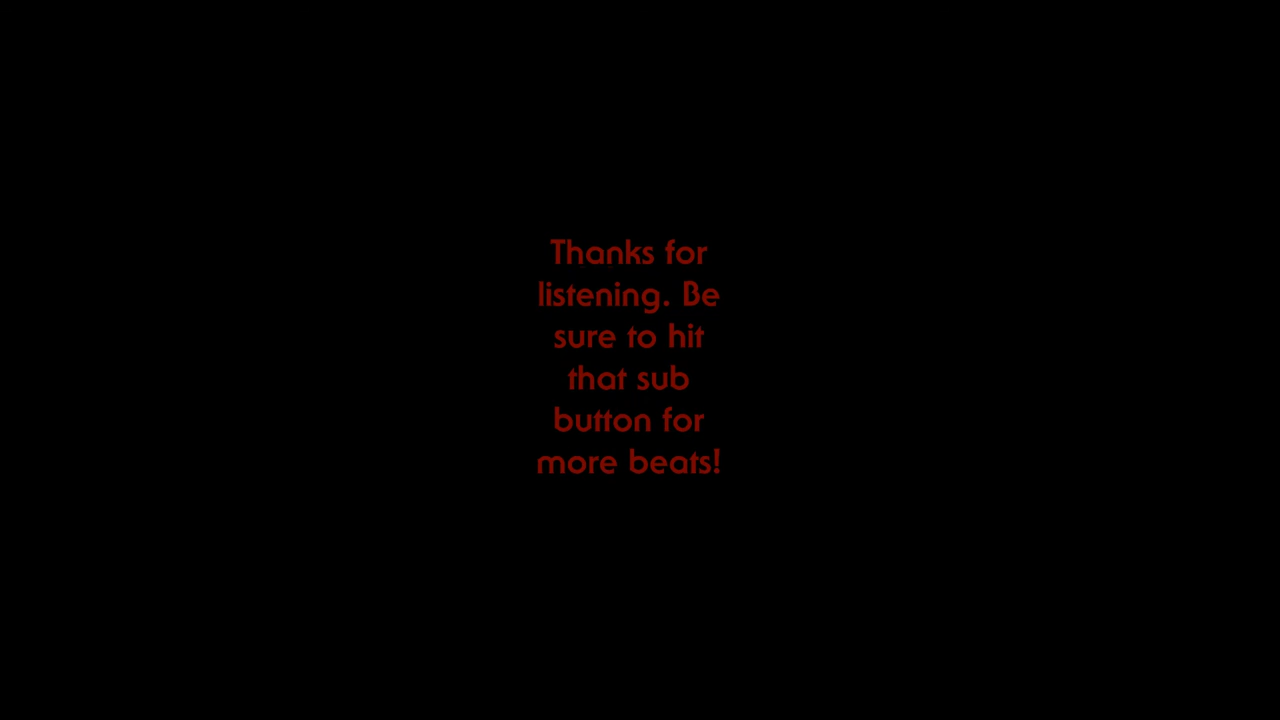 Thanks for
listening. Be
sure to hit
that sub
button for
more beats!